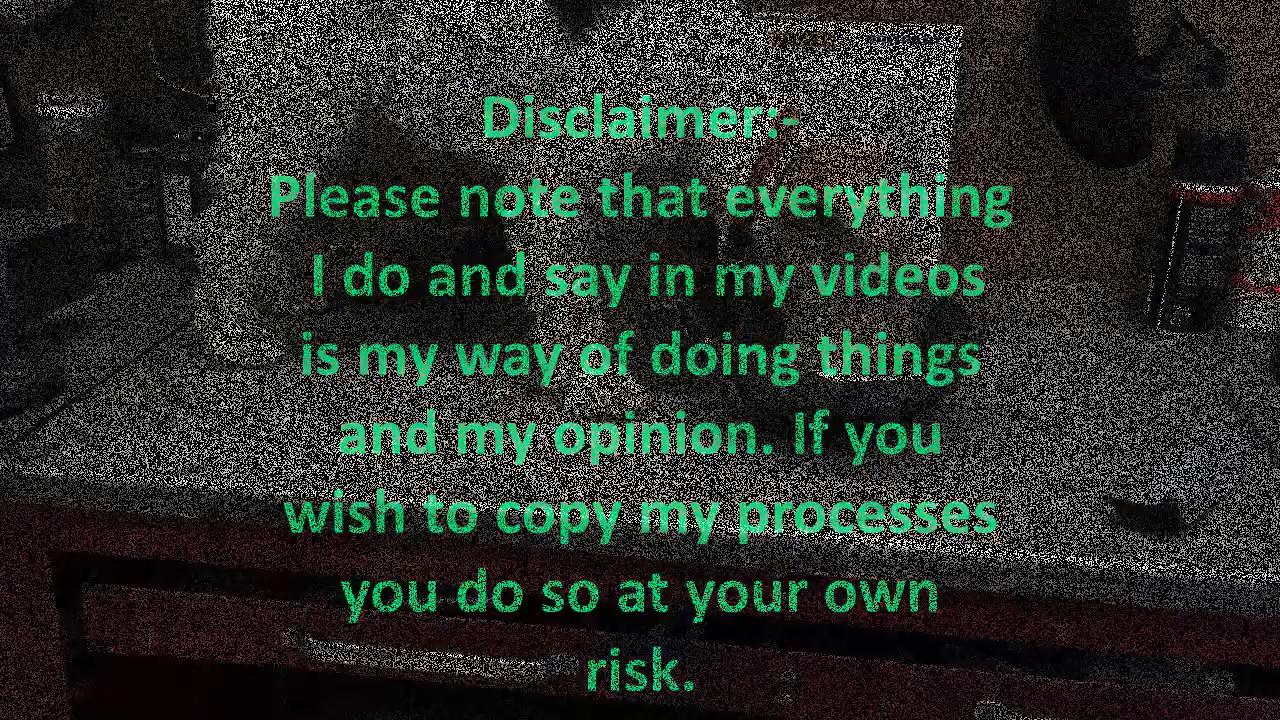 Disclaimer:-
Please note that everything
I do and say in my videos
is my way of doing things
and my opinion. If you
wish to copy my processes
you do so at your own
risk.